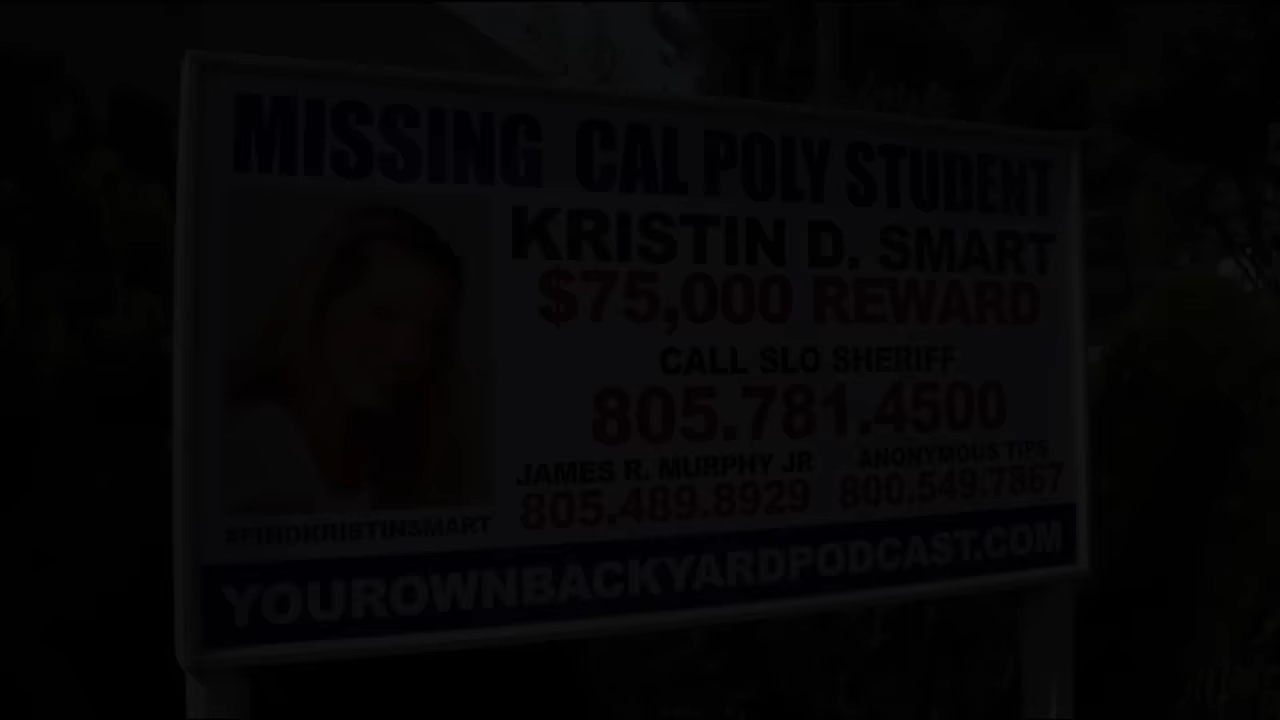 MISSING CAL POLY STUDENT
KRISTIN D. SMART
$75,000 REWARD
CALL SLO SHERIFF
805.781.4500
JAMES R. MURPHY JR
805.489.8929
ANONYMOUS TIPS
800.549.7867
#FINDKRISTINSMART
YOUROWNBACKYARDPODCAST.COM